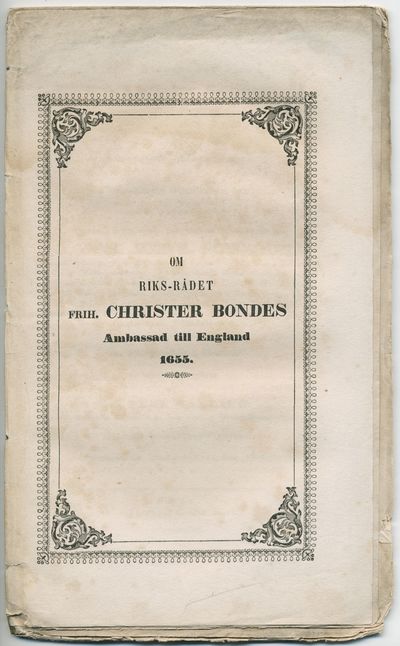 OM
RIKS-RÅDET
FRIH. CHRISTER BONDES
Ambassad till England
1655.